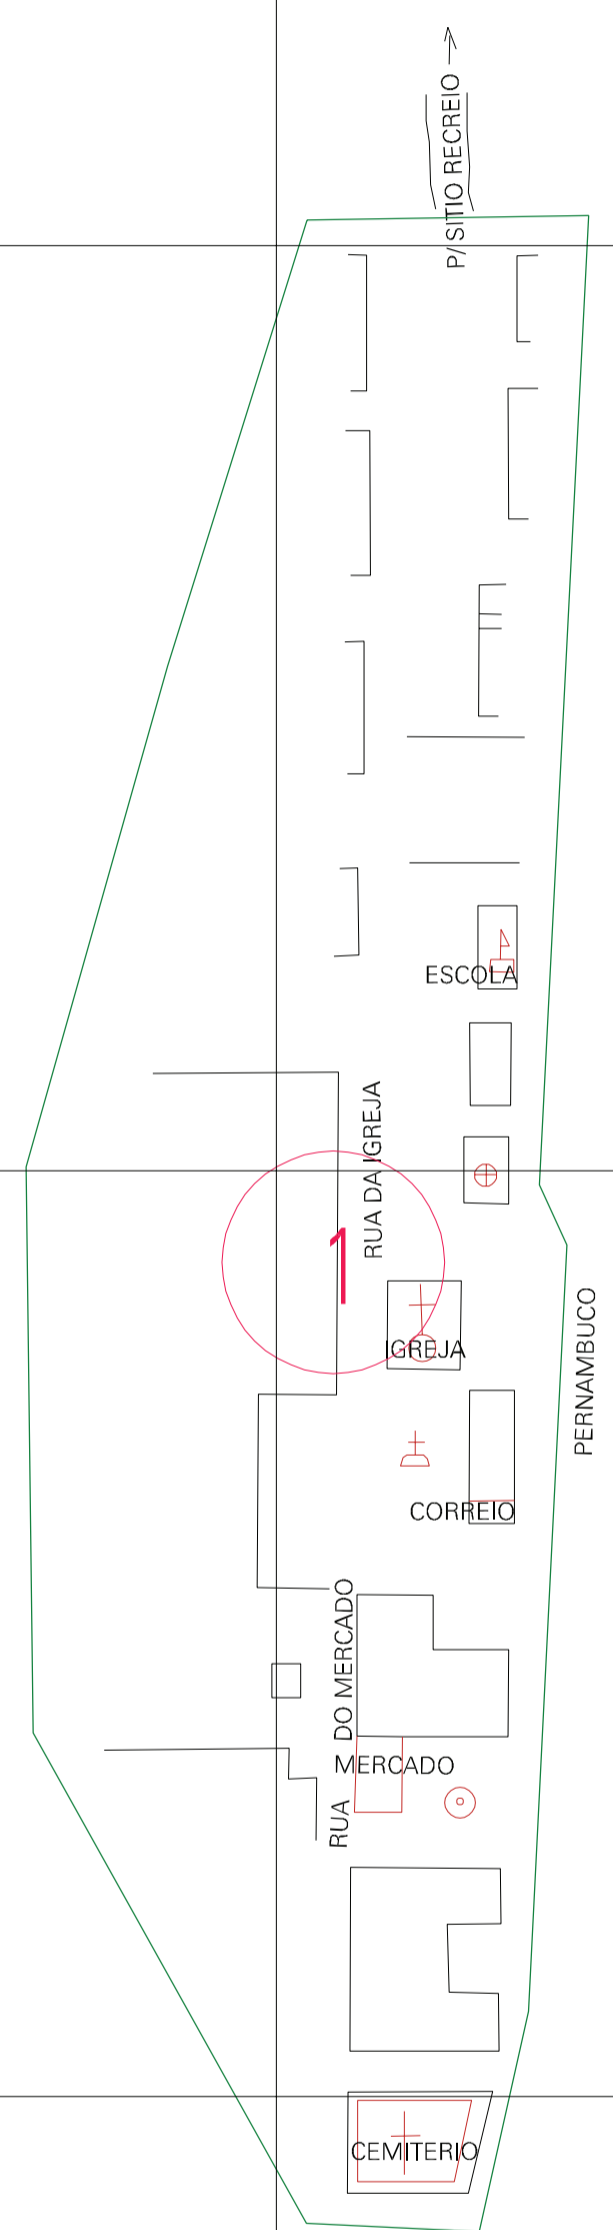 P/ SITIO RECREIO
ESCOLA
RUA DA IGREJA
1
IGREJA
PERNAMBUCO
CORREIO
RUA DO MERCADO
MERCADO
CEMITERIO